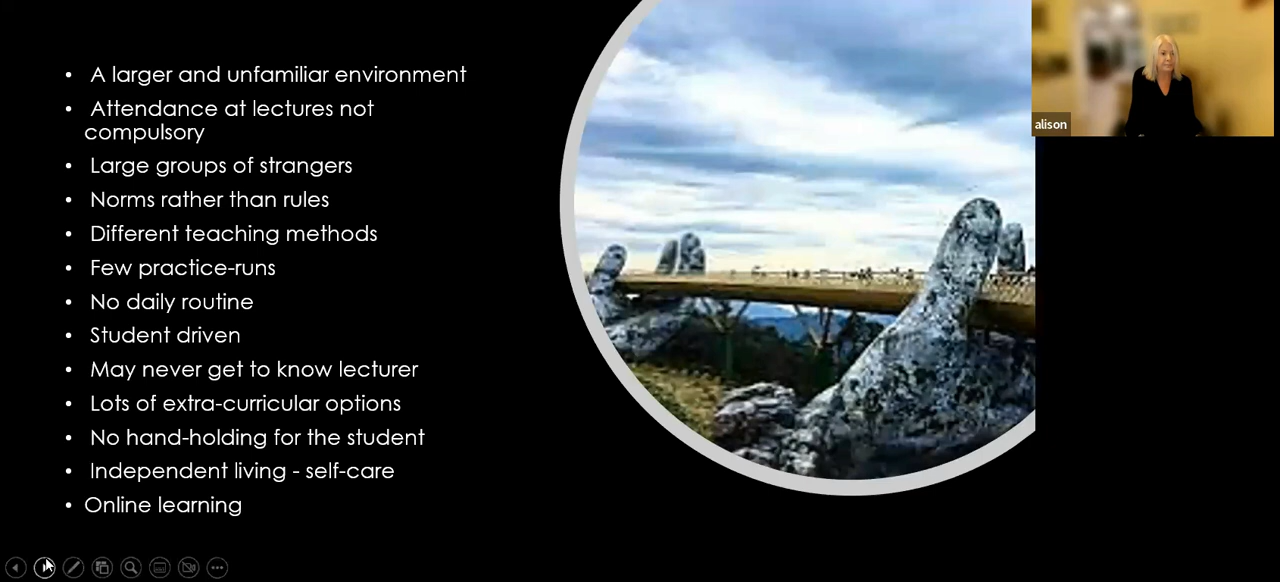 • A larger and unfamiliar environment
• Attendance at lectures not
compulsory
• Large groups of strangers
• Norms rather than rules
• Different teaching methods
• Few practice-runs
• No daily routine
• Student driven
• May never get to know lecturer
• Lots of extra-curricular options
• No hand-holding for the student
• Independent living - self-care
• Online learning
alison